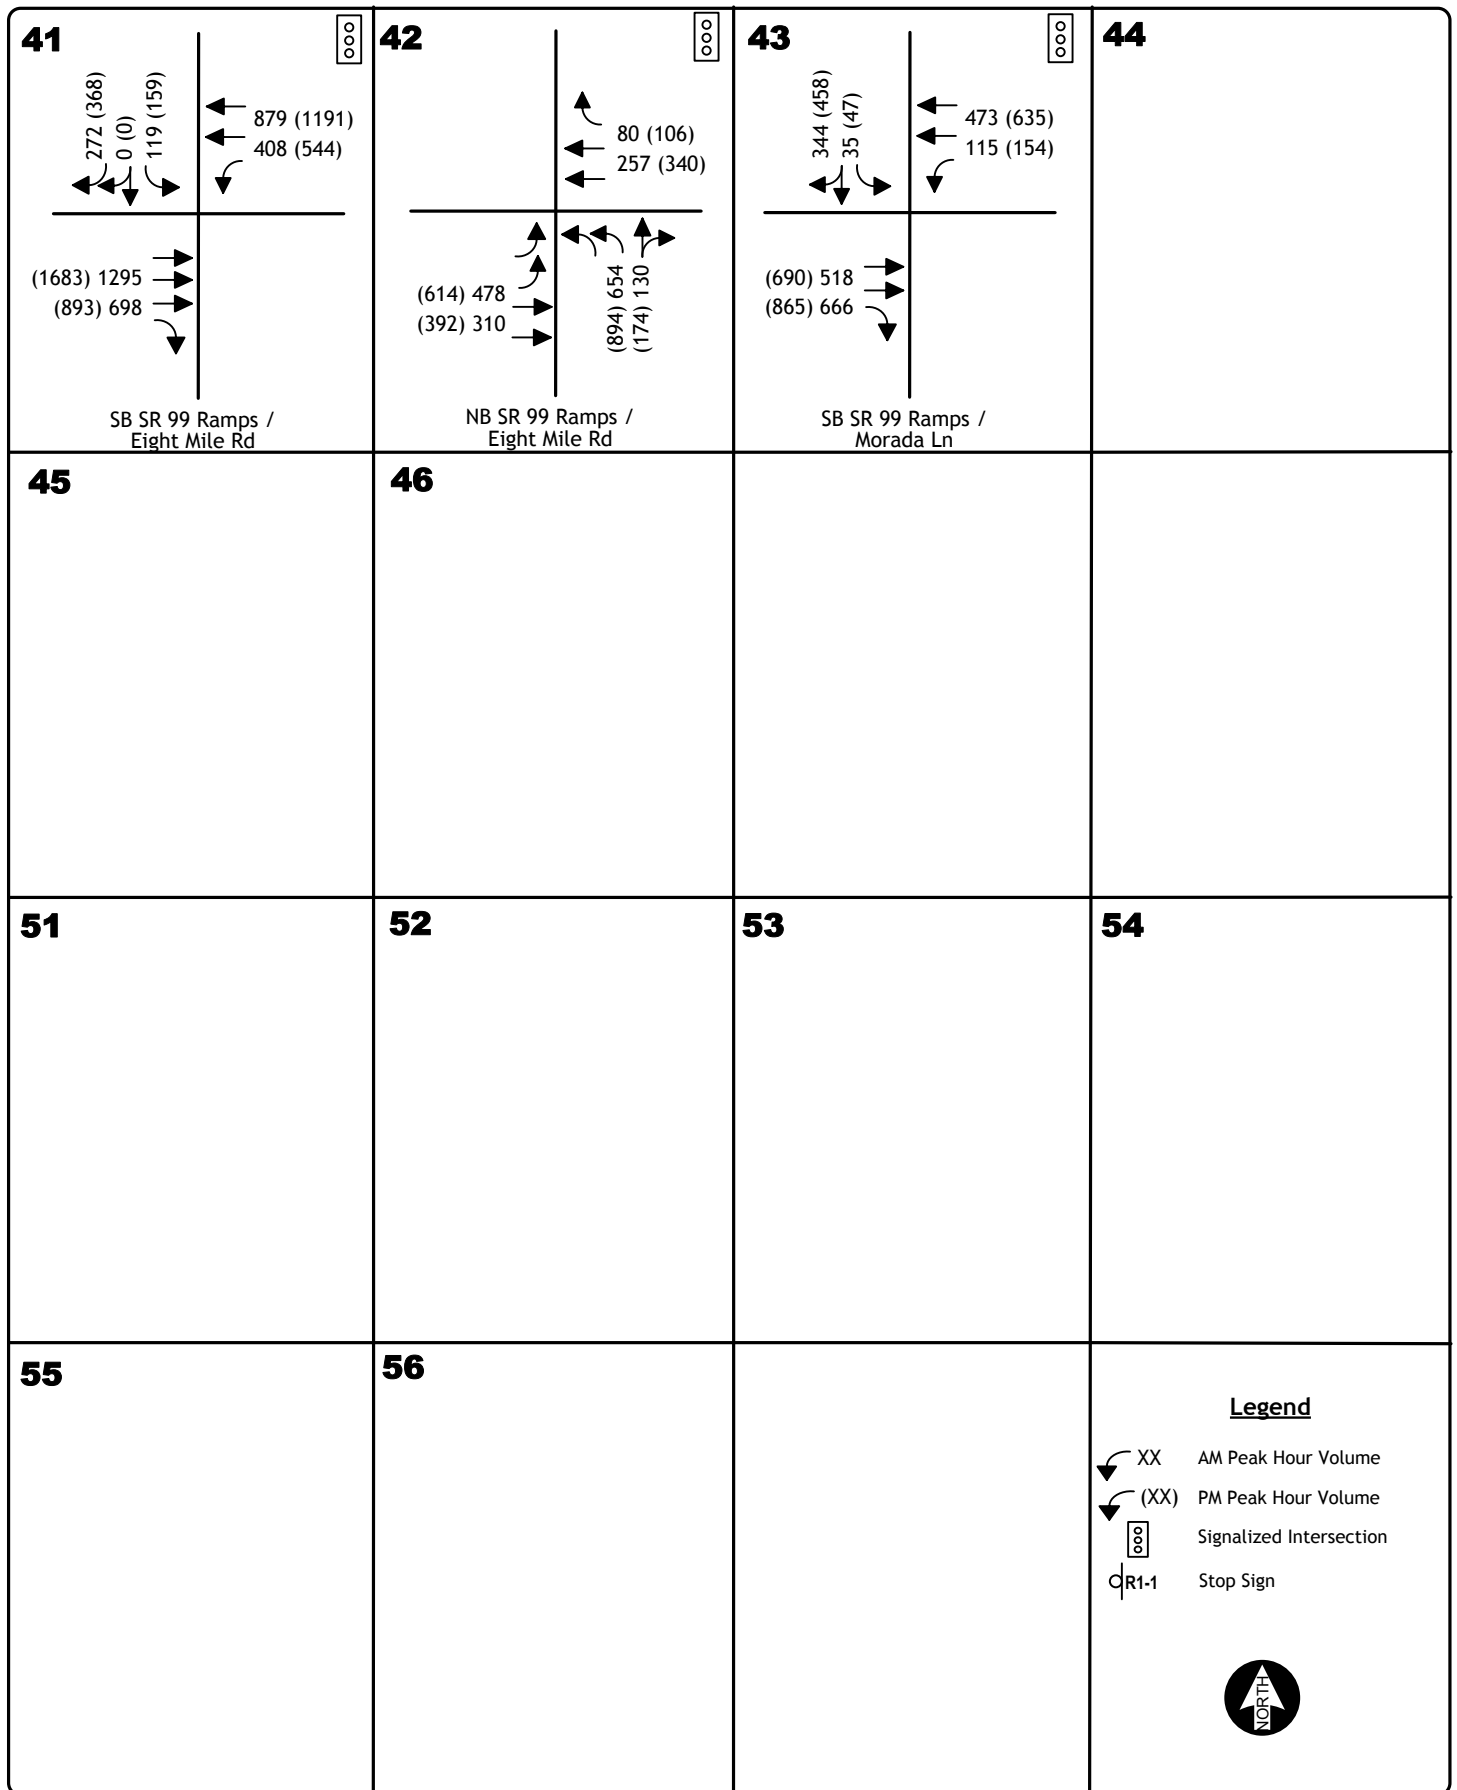 41
272 (368)
0 (0)
119 (159)
879 (1191)
408 (544)
(1683) 1295
(893) 698
SB SR 99 Ramps /
Eight Mile Rd
42
80 (106)
257 (340)
(614) 478
(392) 310
(894) 654
(174) 130
NB SR 99 Ramps /
Eight Mile Rd
43
344 (458)
35 (47)
473 (635)
115 (154)
(690) 518
(865) 666
SB SR 99 Ramps /
Morada Ln
44
45
46
51
52
53
54
55
56
Legend
XX AM Peak Hour Volume
(XX) PM Peak Hour Volume
Signalized Intersection
R1-1 Stop Sign
NORTH